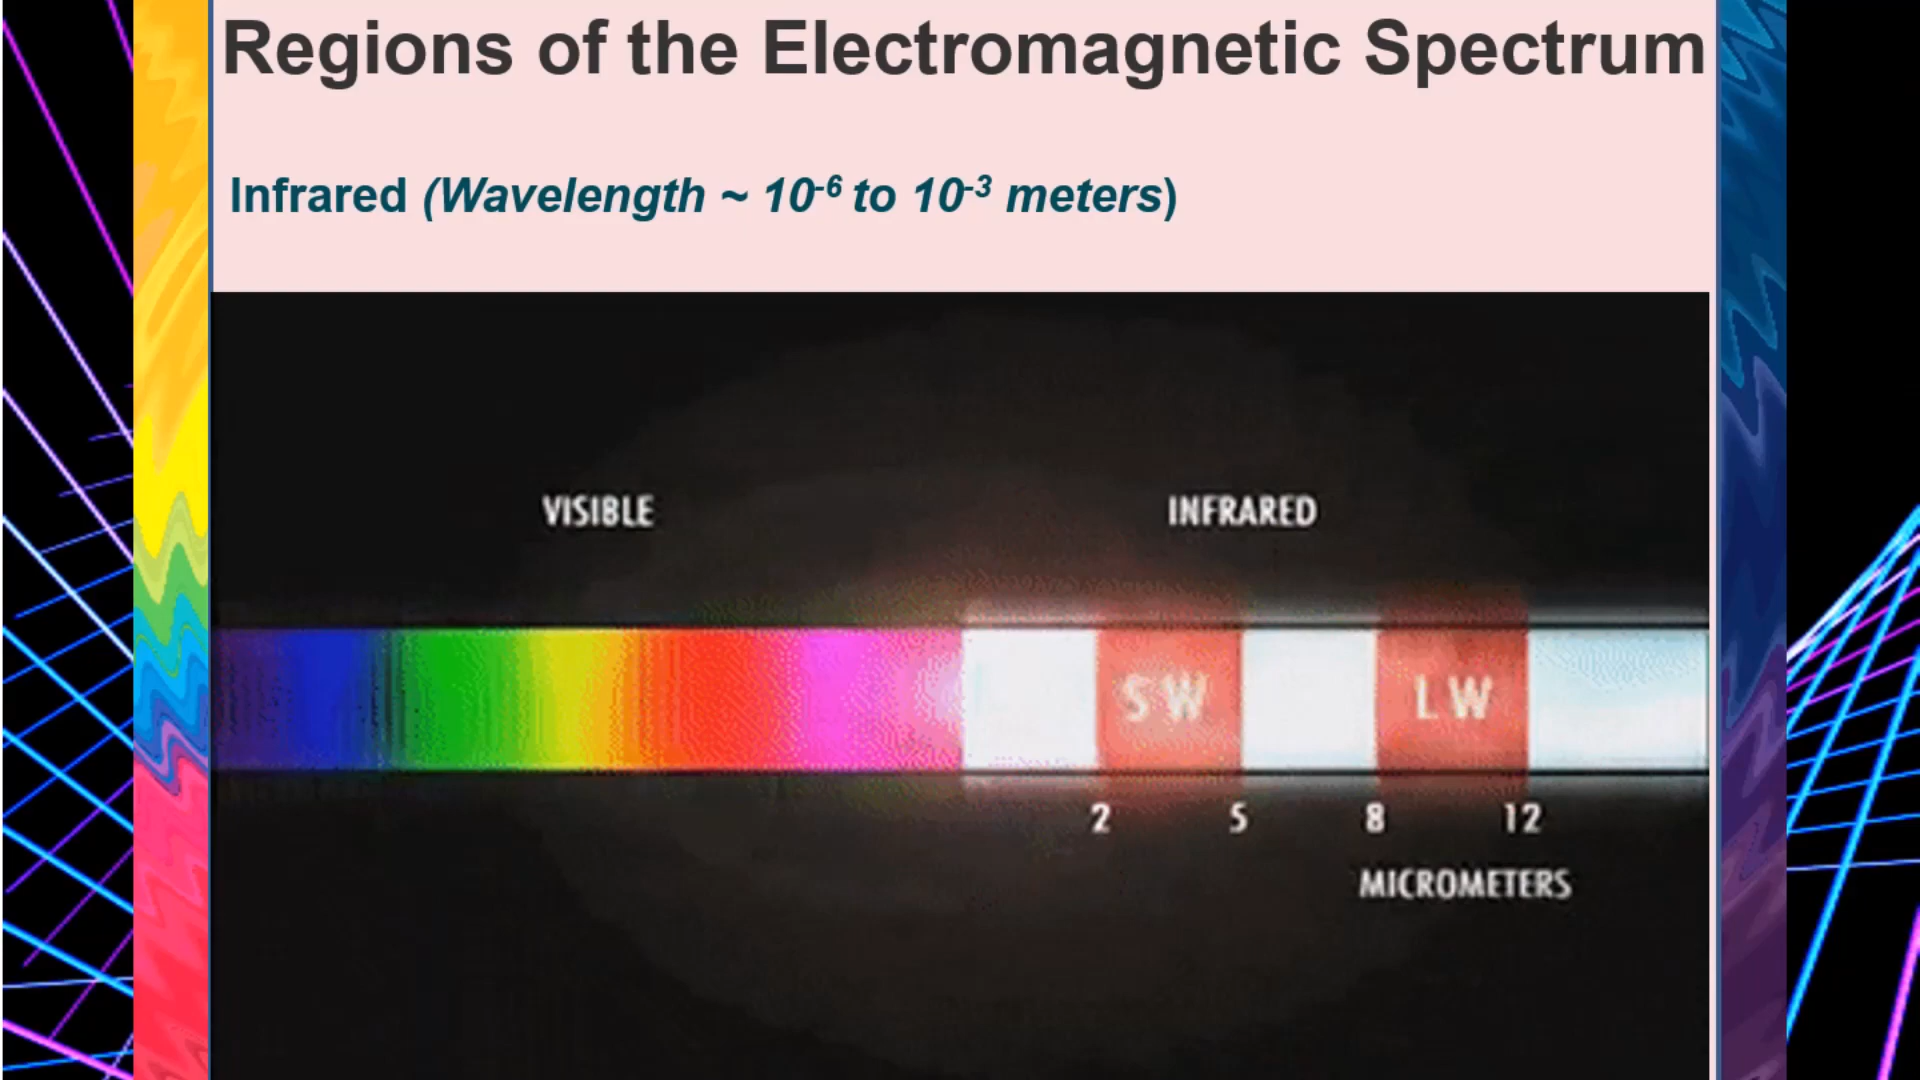 Regions of the Electromagnetic Spectrum
Infrared (Wavelength ~ 10⁻⁶ to 10⁻³ meters)
VISIBLE INFRARED
SW LW
2 5 8 12
MICROMETERS